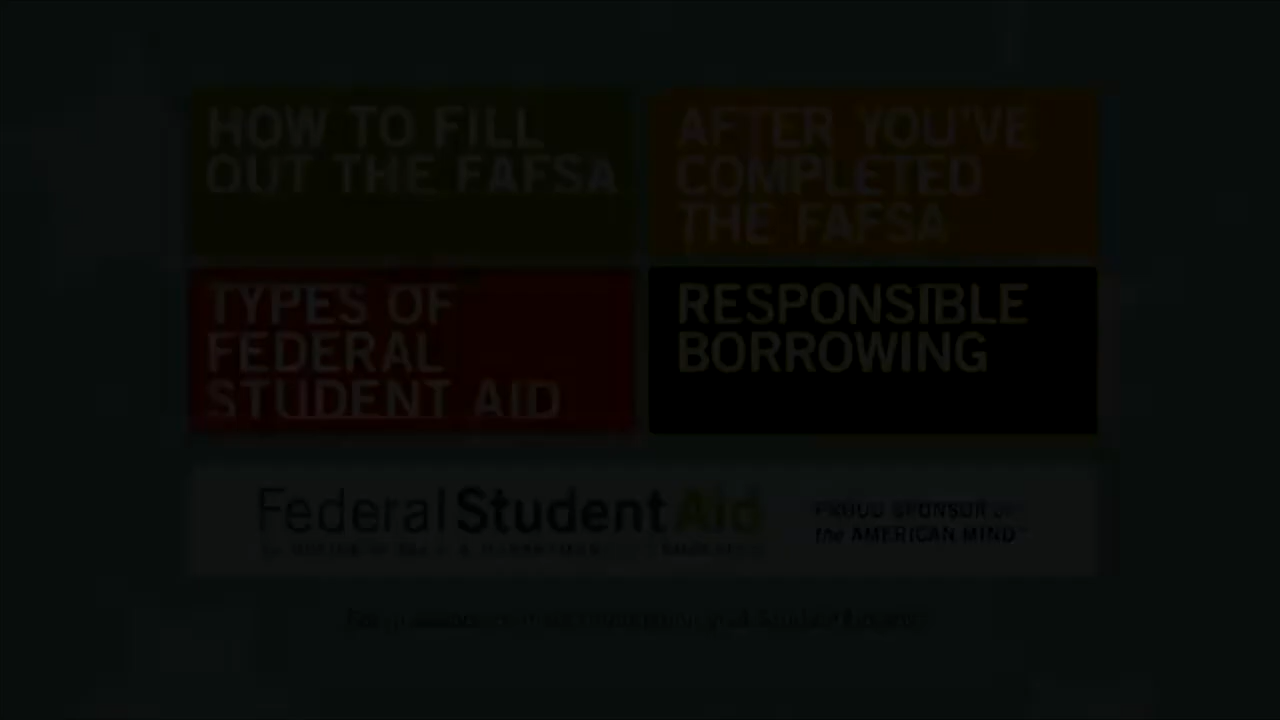 HOW TO FILL
OUT THE FAFSA
AFTER YOU'VE
COMPLETED
THE FAFSA
TYPES OF
FEDERAL
STUDENT AID
RESPONSIBLE
BORROWING
Federal Student Aid
PROUD SPONSOR of
the AMERICAN MIND™